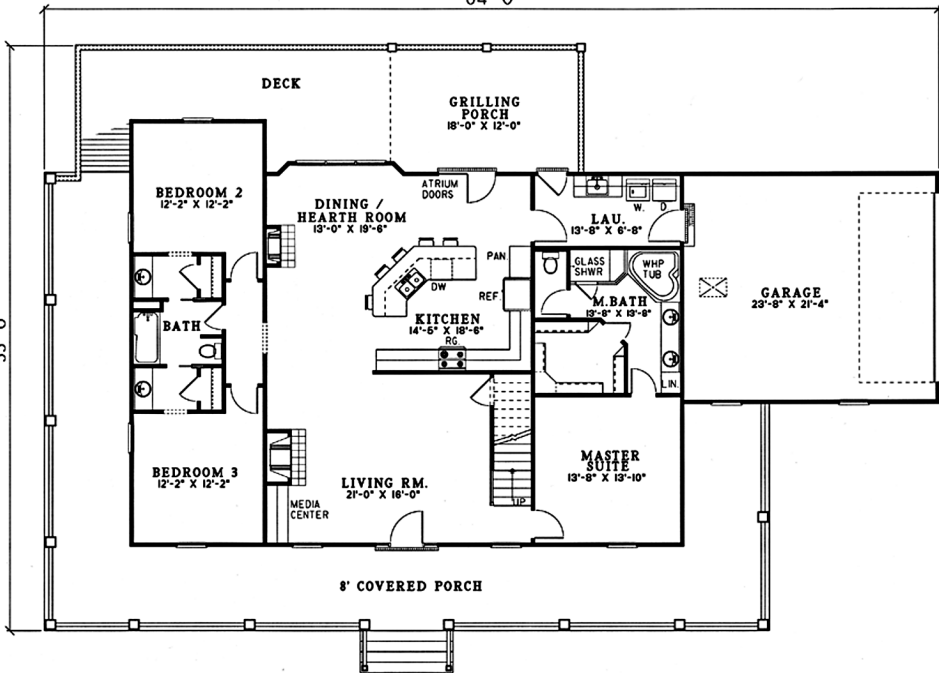 DECK
GRILLING
PORCH
18'-0" X 12'-0"
BEDROOM 2
12'-2" X 12'-2"
ATRIUM
DOORS
DINING /
HEARTH ROOM
13'-0" X 19'-6"
W.
D
LAU.
13'-8" X 6'-8"
PAN.
GLASS
SHWR
WHP
TUB
DW
REF.
M.BATH
13'-8" X 13'-8"
GARAGE
23'-8" X 21'-4"
KITCHEN
14'-5" X 18'-6"
RG.
BATH
LIN.
BEDROOM 3
12'-2" X 12'-2"
LIVING RM.
21'-0" X 16'-0"
MASTER
SUITE
13'-8" X 13'-10"
MEDIA
CENTER
UP
8' COVERED PORCH